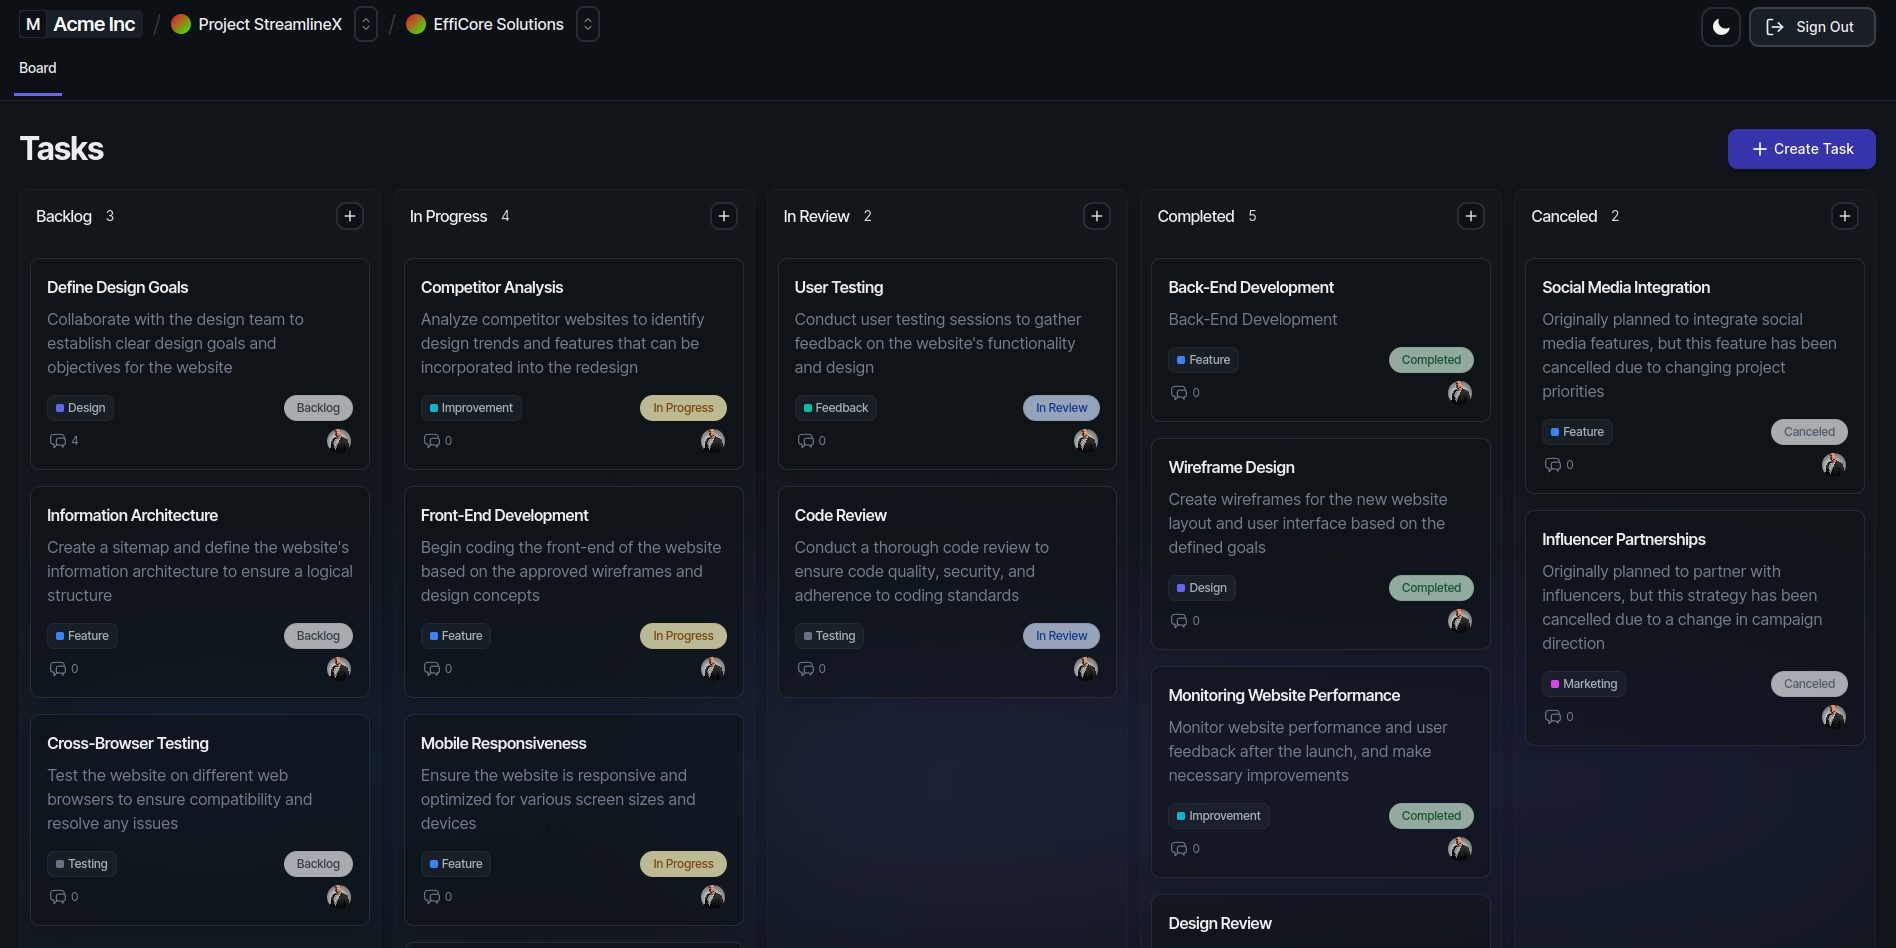 M Acme Inc / Project StreamlineX / EffiCore Solutions
Sign Out
Board
Tasks
Create Task
Backlog 3
Define Design Goals
Collaborate with the design team to
establish clear design goals and
objectives for the website
Design
Backlog
4
Information Architecture
Create a sitemap and define the website's
information architecture to ensure a logical
structure
Feature
Backlog
0
Cross-Browser Testing
Test the website on different web
browsers to ensure compatibility and
resolve any issues
Testing
Backlog
0
In Progress 4
Competitor Analysis
Analyze competitor websites to identify
design trends and features that can be
incorporated into the redesign
Improvement
In Progress
0
Front-End Development
Begin coding the front-end of the website
based on the approved wireframes and
design concepts
Feature
In Progress
0
Mobile Responsiveness
Ensure the website is responsive and
optimized for various screen sizes and
devices
Feature
In Progress
0
In Review 2
User Testing
Conduct user testing sessions to gather
feedback on the website's functionality
and design
Feedback
In Review
0
Code Review
Conduct a thorough code review to
ensure code quality, security, and
adherence to coding standards
Testing
In Review
0
Completed 5
Back-End Development
Back-End Development
Feature
Completed
0
Wireframe Design
Create wireframes for the new website
layout and user interface based on the
defined goals
Design
Completed
0
Monitoring Website Performance
Monitor website performance and user
feedback after the launch, and make
necessary improvements
Improvement
Completed
0
Design Review
Canceled 2
Social Media Integration
Originally planned to integrate social
media features, but this feature has been
cancelled due to changing project
priorities
Feature
Canceled
0
Influencer Partnerships
Originally planned to partner with
influencers, but this strategy has been
cancelled due to a change in campaign
direction
Marketing
Canceled
0